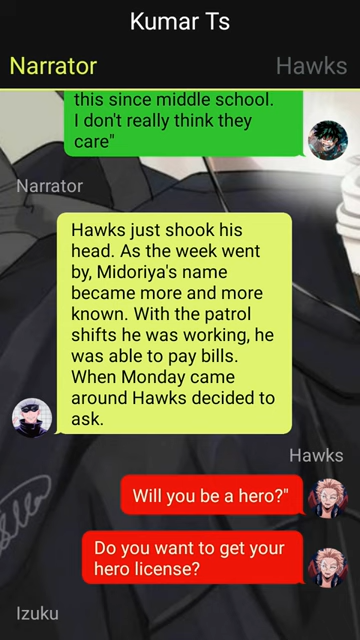 Kumar Ts
Narrator
Hawks
this since middle school.
I don't really think they
care"
Narrator
Hawks just shook his
head. As the week went
by, Midoriya's name
became more and more
known. With the patrol
shifts he was working, he
was able to pay bills.
When Monday came
around Hawks decided to
ask.
Hawks
Will you be a hero?"
Do you want to get your
hero license?
Izuku